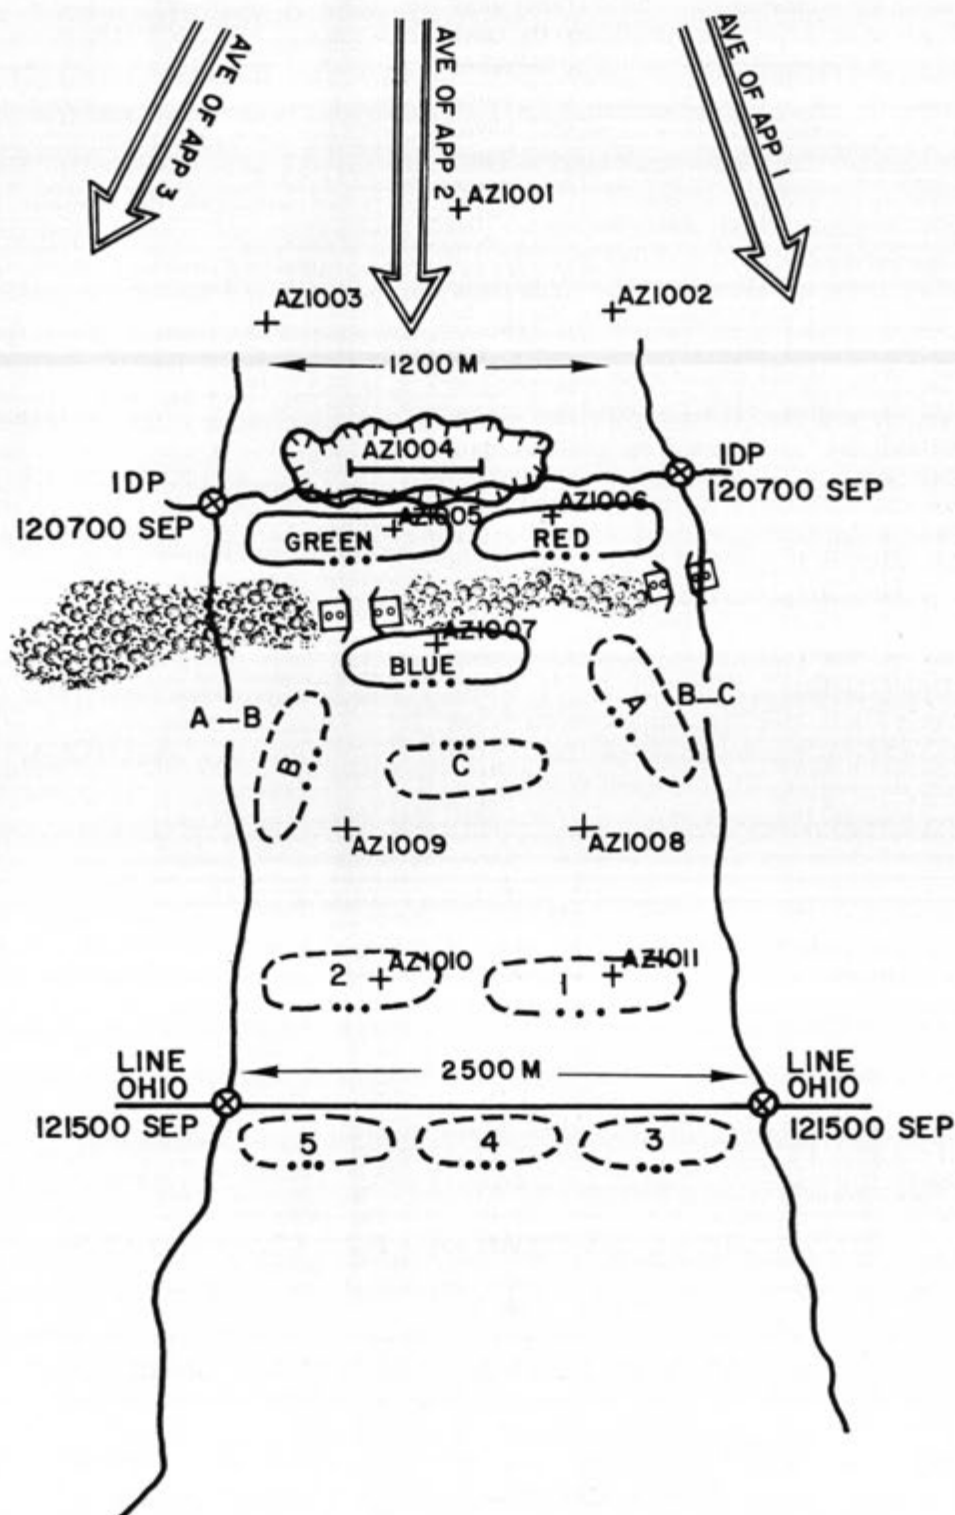 AVE OF APP 3
AVE OF APP 2
AVE OF APP 1
AZ1001
AZ1003
AZ1002
1200 M
AZ1004
IDP
120700 SEP
IDP
120700 SEP
AZ1005
AZ1006
GREEN
RED
AZ1007
BLUE
A-B
B-C
B
A
C
AZ1009
AZ1008
2
AZ1010
1
AZ1011
LINE
OHIO
2500 M
LINE
OHIO
121500 SEP
121500 SEP
5
4
3